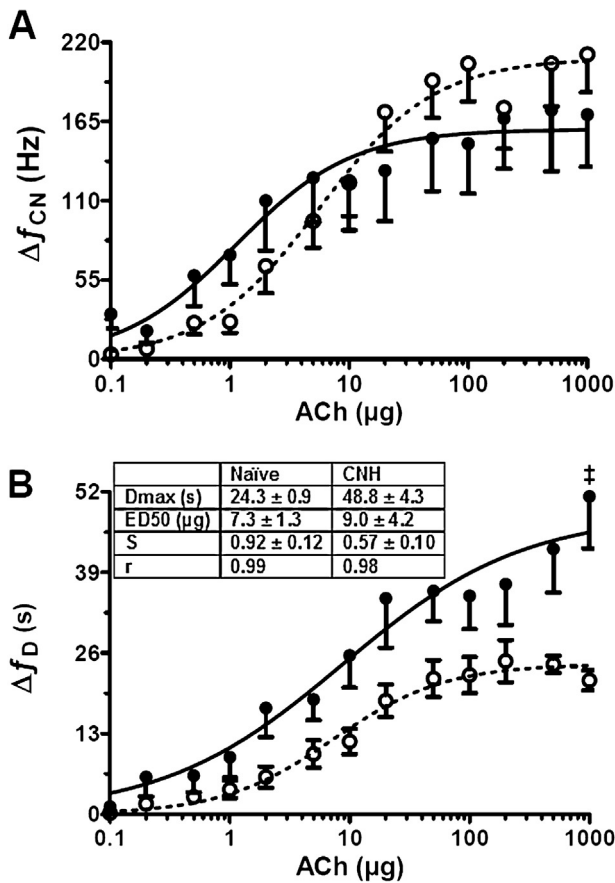 A
220
165
110
55
0
Δf CN (Hz)
0.1 1 10 100 1000
ACh (µg)
B
Naïve CNH
Dmax (s) 24.3 ± 0.9 48.8 ± 4.3
ED50 (µg) 7.3 ± 1.3 9.0 ± 4.2
S 0.92 ± 0.12 0.57 ± 0.10
r 0.99 0.98
‡
52
39
26
13
0
Δf D (s)
0.1 1 10 100 1000
ACh (µg)